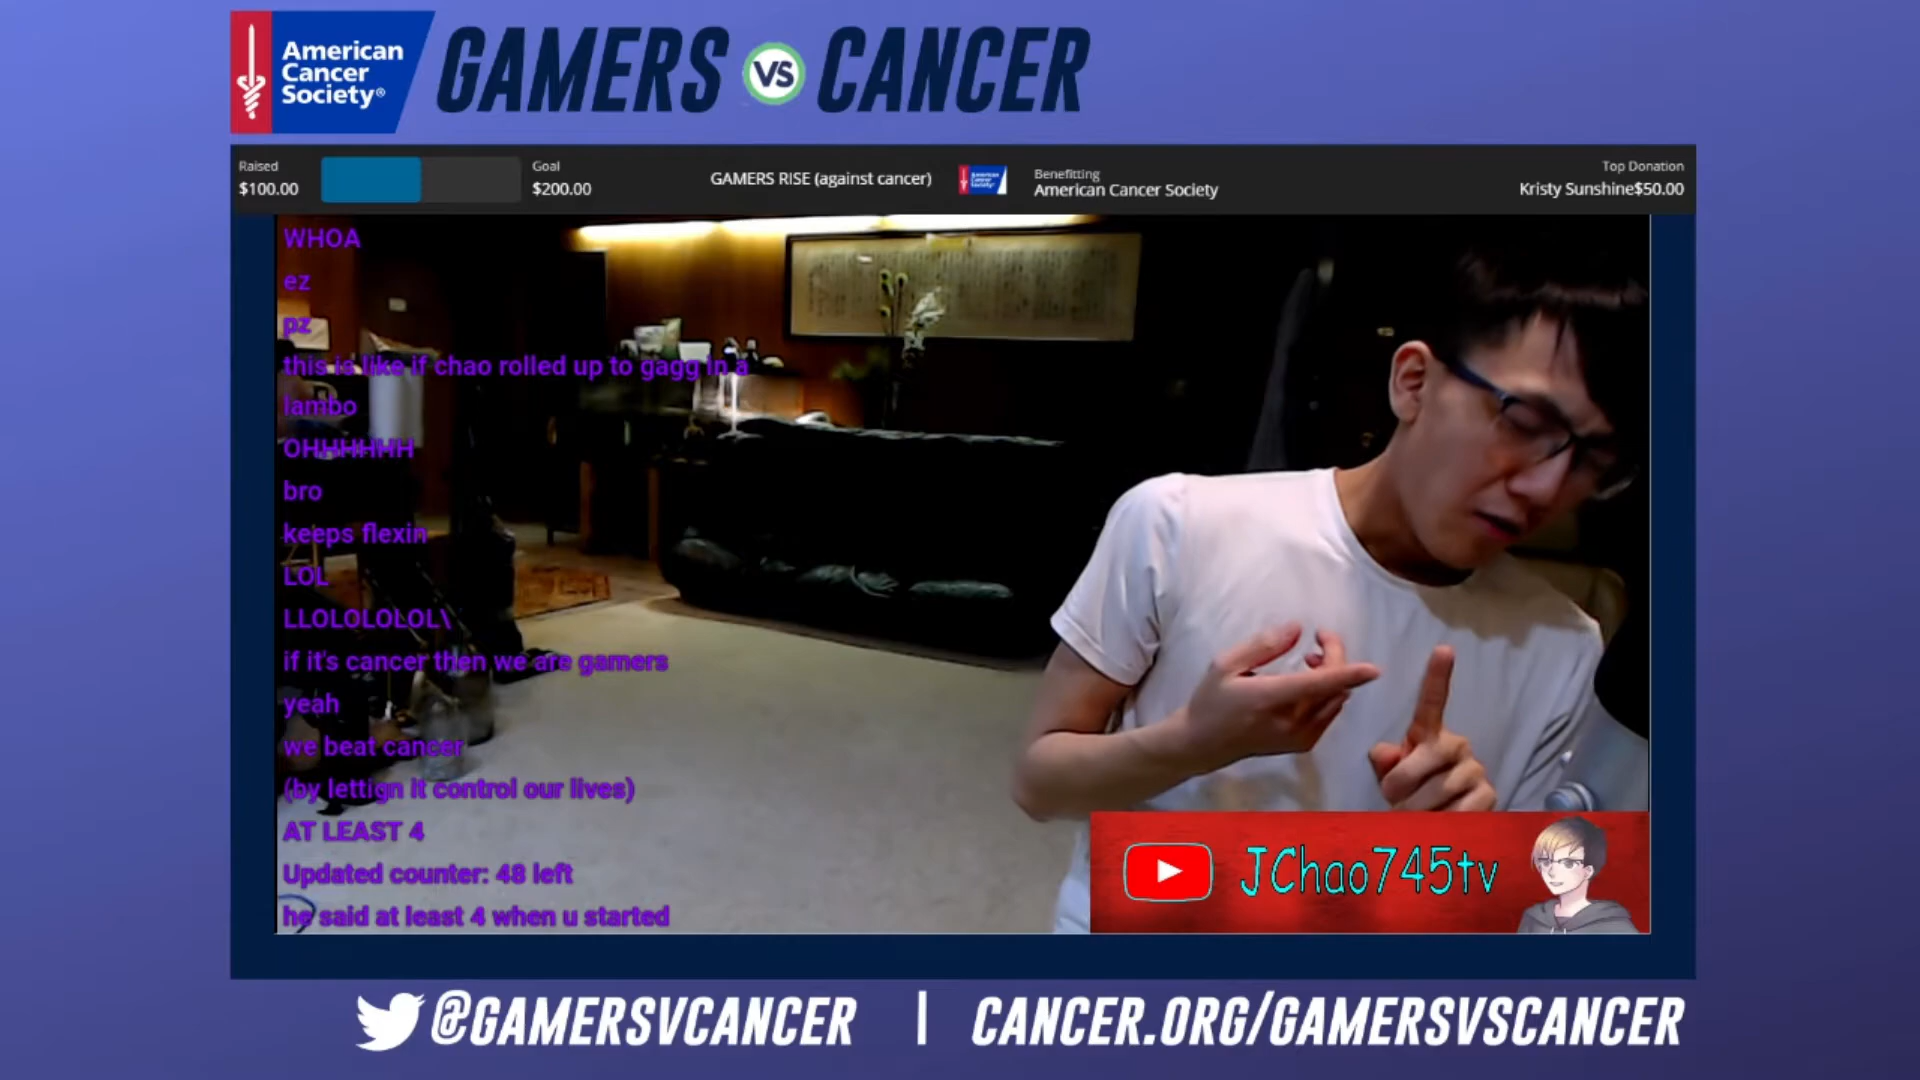 American
Cancer
Society®
GAMERS VS CANCER
Raised
$100.00
Goal
$200.00
GAMERS RISE (against cancer)
American
Cancer
Society
Benefitting
American Cancer Society
Top Donation
Kristy Sunshine$50.00
WHOA
ez
pz
this is like if chao rolled up to gagg in a
lambo
OHHHHHH
bro
keeps flexin
LOL
LLOLOLOLOL\
if it's cancer then we are gamers
yeah
we beat cancer
(by lettign it control our lives)
AT LEAST 4
Updated counter: 48 left
he said at least 4 when u started
JChao745tv
@GAMERSVCANCER | CANCER.ORG/GAMERSVSCANCER